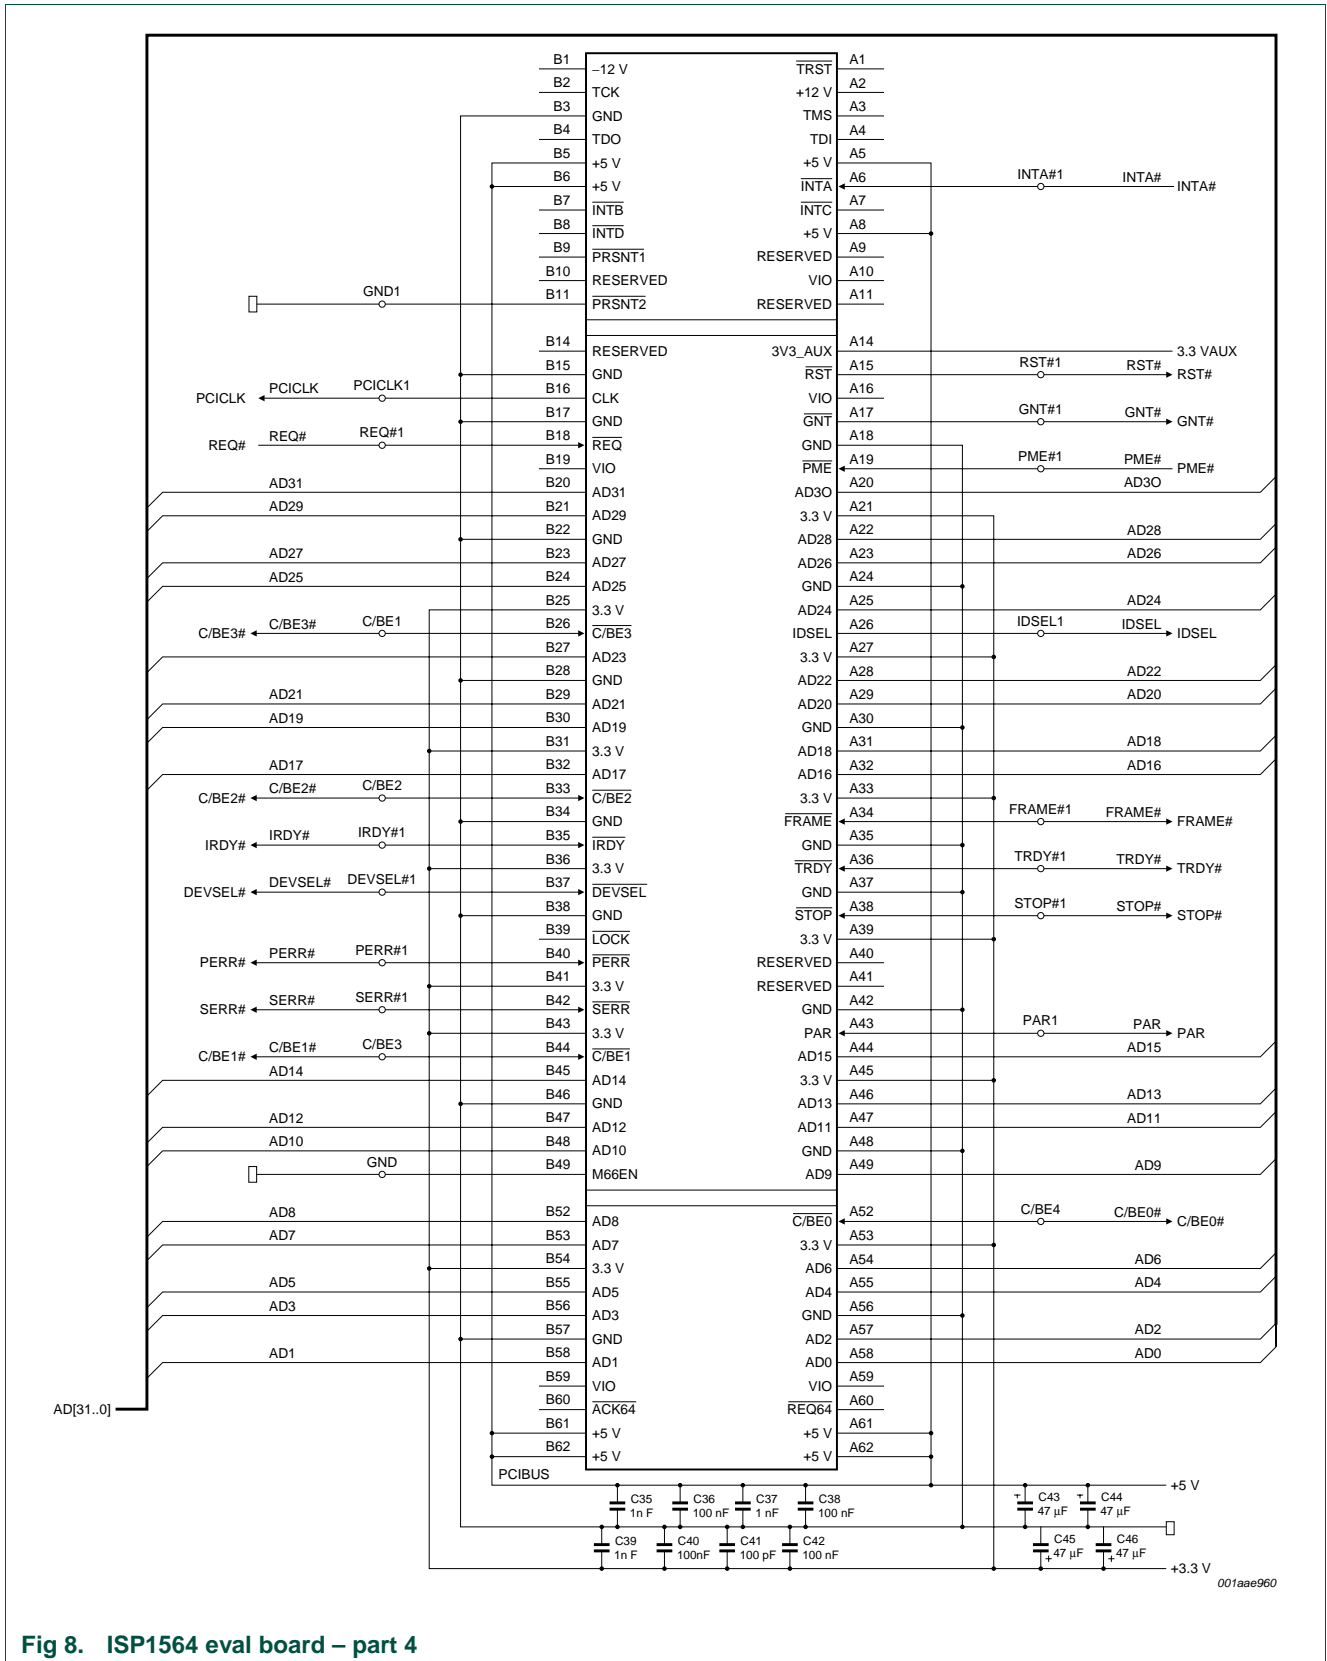 B1 −12 V TRST A1
B2 TCK +12 V A2
B3 GND TMS A3
B4 TDO TDI A4
B5 +5 V +5 V A5
B6 +5 V INTA A6 INTA#1 INTA# INTA#
B7 INTB INTC A7
B8 INTD +5 V A8
B9 PRSNT1 RESERVED A9
B10 RESERVED VIO A10
GND1 B11 PRSNT2 RESERVED A11
B14 RESERVED 3V3_AUX A14 3.3 VAUX
B15 GND RST A15 RST#1 RST# RST#
PCICLK PCICLK PCICLK1 B16 CLK VIO A16
B17 GND GNT A17 GNT#1 GNT# GNT#
REQ# REQ# REQ#1 B18 REQ GND A18
B19 VIO PME A19 PME#1 PME# PME#
AD31 B20 AD31 AD3O A20 AD3O
AD29 B21 AD29 3.3 V A21
B22 GND AD28 A22 AD28
AD27 B23 AD27 AD26 A23 AD26
AD25 B24 AD25 GND A24
B25 3.3 V AD24 A25 AD24
C/BE3# C/BE3# C/BE1 B26 C/BE3 IDSEL A26 IDSEL1 IDSEL IDSEL
B27 AD23 3.3 V A27
B28 GND AD22 A28 AD22
AD21 B29 AD21 AD20 A29 AD20
AD19 B30 AD19 GND A30
B31 3.3 V AD18 A31 AD18
AD17 B32 AD17 AD16 A32 AD16
C/BE2# C/BE2# C/BE2 B33 C/BE2 3.3 V A33
B34 GND FRAME A34 FRAME#1 FRAME# FRAME#
IRDY# IRDY# IRDY#1 B35 IRDY GND A35
B36 3.3 V TRDY A36 TRDY#1 TRDY# TRDY#
DEVSEL# DEVSEL# DEVSEL#1 B37 DEVSEL GND A37
B38 GND STOP A38 STOP#1 STOP# STOP#
B39 LOCK 3.3 V A39
PERR# PERR# PERR#1 B40 PERR RESERVED A40
B41 3.3 V RESERVED A41
SERR# SERR# SERR#1 B42 SERR GND A42
B43 3.3 V PAR A43 PAR1 PAR PAR
C/BE1# C/BE1# C/BE3 B44 C/BE1 AD15 A44 AD15
AD14 B45 AD14 3.3 V A45
B46 GND AD13 A46 AD13
AD12 B47 AD12 AD11 A47 AD11
AD10 B48 AD10 GND A48
GND B49 M66EN AD9 A49 AD9
AD8 B52 AD8 C/BE0 A52 C/BE4 C/BE0# C/BE0#
AD7 B53 AD7 3.3 V A53
B54 3.3 V AD6 A54 AD6
AD5 B55 AD5 AD4 A55 AD4
AD3 B56 AD3 GND A56
B57 GND AD2 A57 AD2
AD1 B58 AD1 AD0 A58 AD0
B59 VIO VIO A59
AD[31..0] B60 ACK64 REQ64 A60
B61 +5 V +5 V A61
B62 +5 V +5 V A62
PCIBUS
+5 V
C35 C36 C37 C38 + C43 + C44
1n F 100 nF 1 nF 100 nF 47 μF 47 μF
C39 C40 C41 C42 C45 C46
1n F 100nF 100 pF 100 nF + 47 μF + 47 μF
+3.3 V
001aae960
Fig 8. ISP1564 eval board – part 4